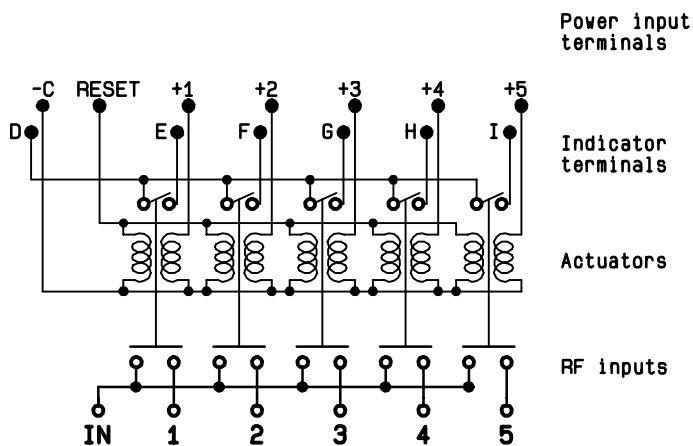 Power input
terminals
-C RESET +1 +2 +3 +4 +5
D E F G H I
Indicator
terminals
Actuators
RF inputs
IN 1 2 3 4 5